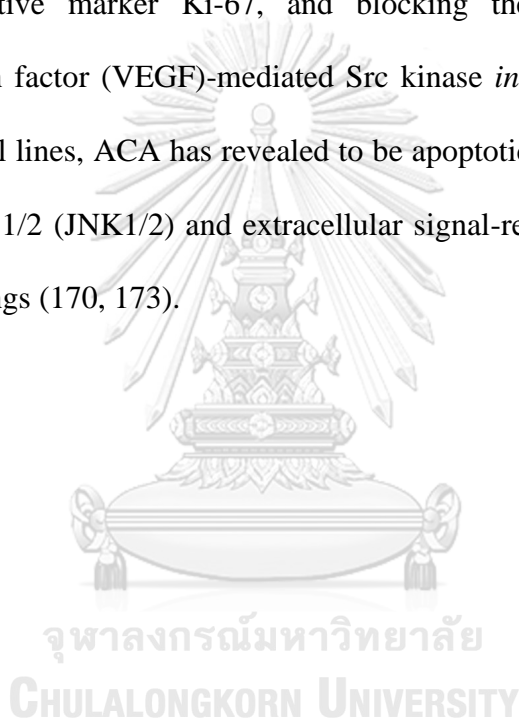 tive marker Ki-67, and blocking the
factor (VEGF)-mediated Src kinase in
l lines, ACA has revealed to be apoptotic
1/2 (JNK1/2) and extracellular signal-re
gs (170, 173).
จุฬาลงกรณ์มหาวิทยาลัย
CHULALONGKORN UNIVERSITY